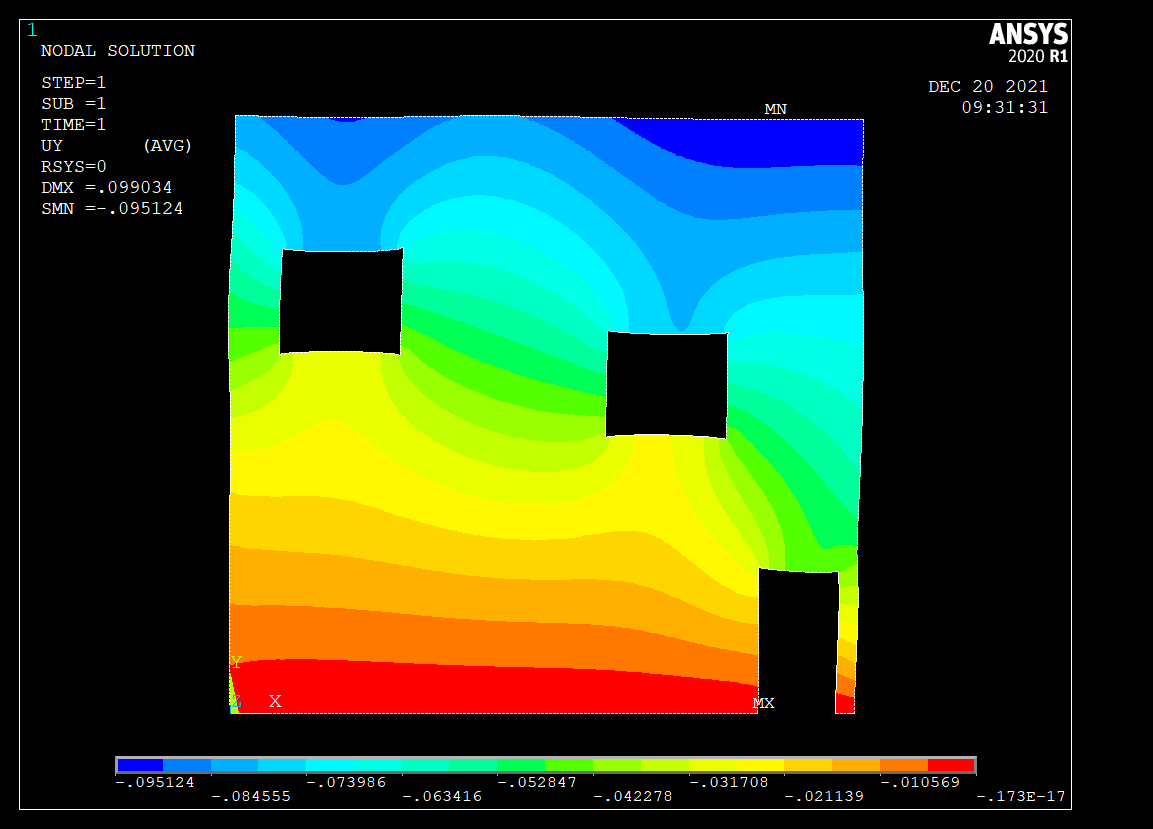 1
ANSYS
2020 R1
NODAL SOLUTION
STEP=1
SUB =1
TIME=1
UY (AVG)
RSYS=0
DMX =.099034
SMN =-.095124
DEC 20 2021
09:31:31
MN
Y
Z X
MX
-.095124 -.073986 -.052847 -.031708 -.010569
-.084555 -.063416 -.042278 -.021139 -.173E-17